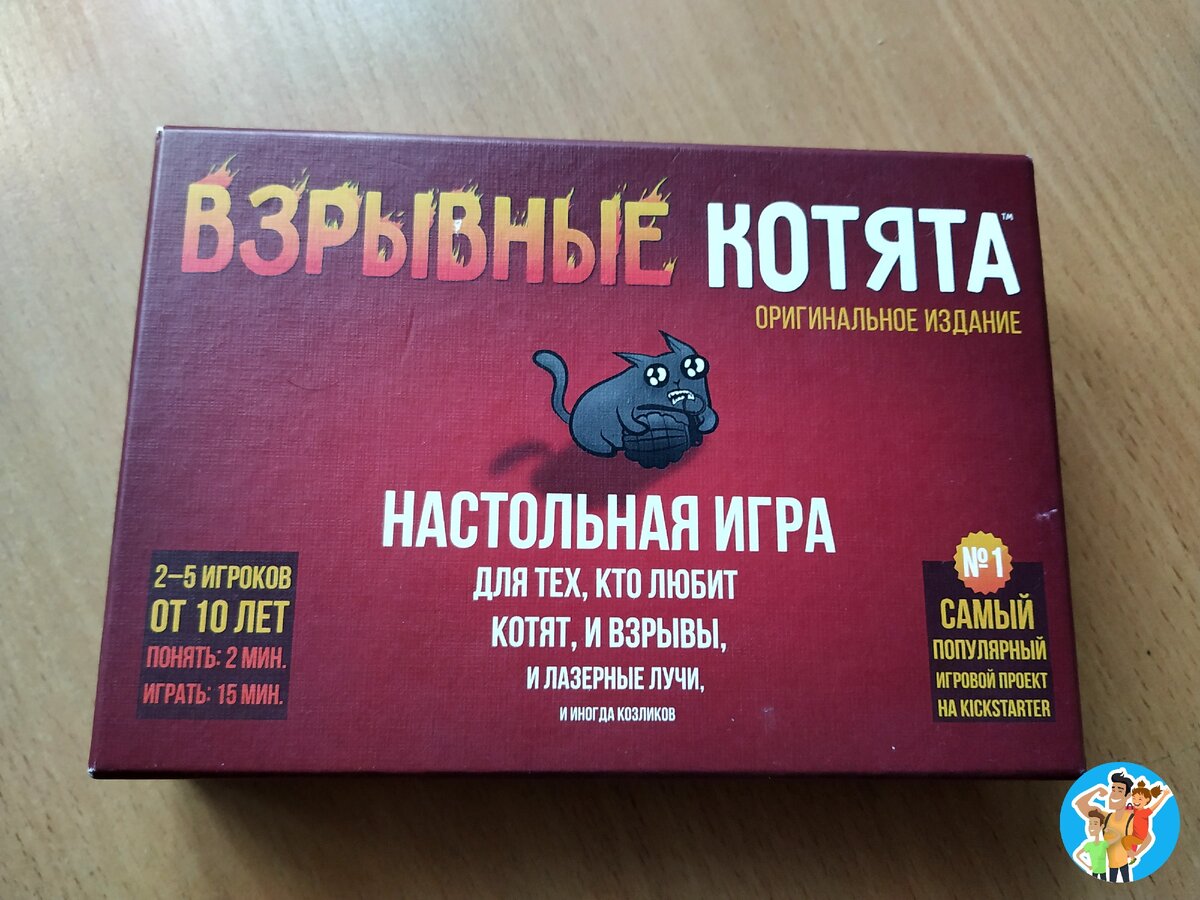 ВЗРЫВНЫЕ КОТЯТА™
ОРИГИНАЛЬНОЕ ИЗДАНИЕ
НАСТОЛЬНАЯ ИГРА
ДЛЯ ТЕХ, КТО ЛЮБИТ
КОТЯТ, И ВЗРЫВЫ,
И ЛАЗЕРНЫЕ ЛУЧИ,
И ИНОГДА КОЗЛИКОВ
2–5 ИГРОКОВ
ОТ 10 ЛЕТ
ПОНЯТЬ: 2 МИН.
ИГРАТЬ: 15 МИН.
№1
САМЫЙ
ПОПУЛЯРНЫЙ
ИГРОВОЙ ПРОЕКТ
НА KICKSTARTER